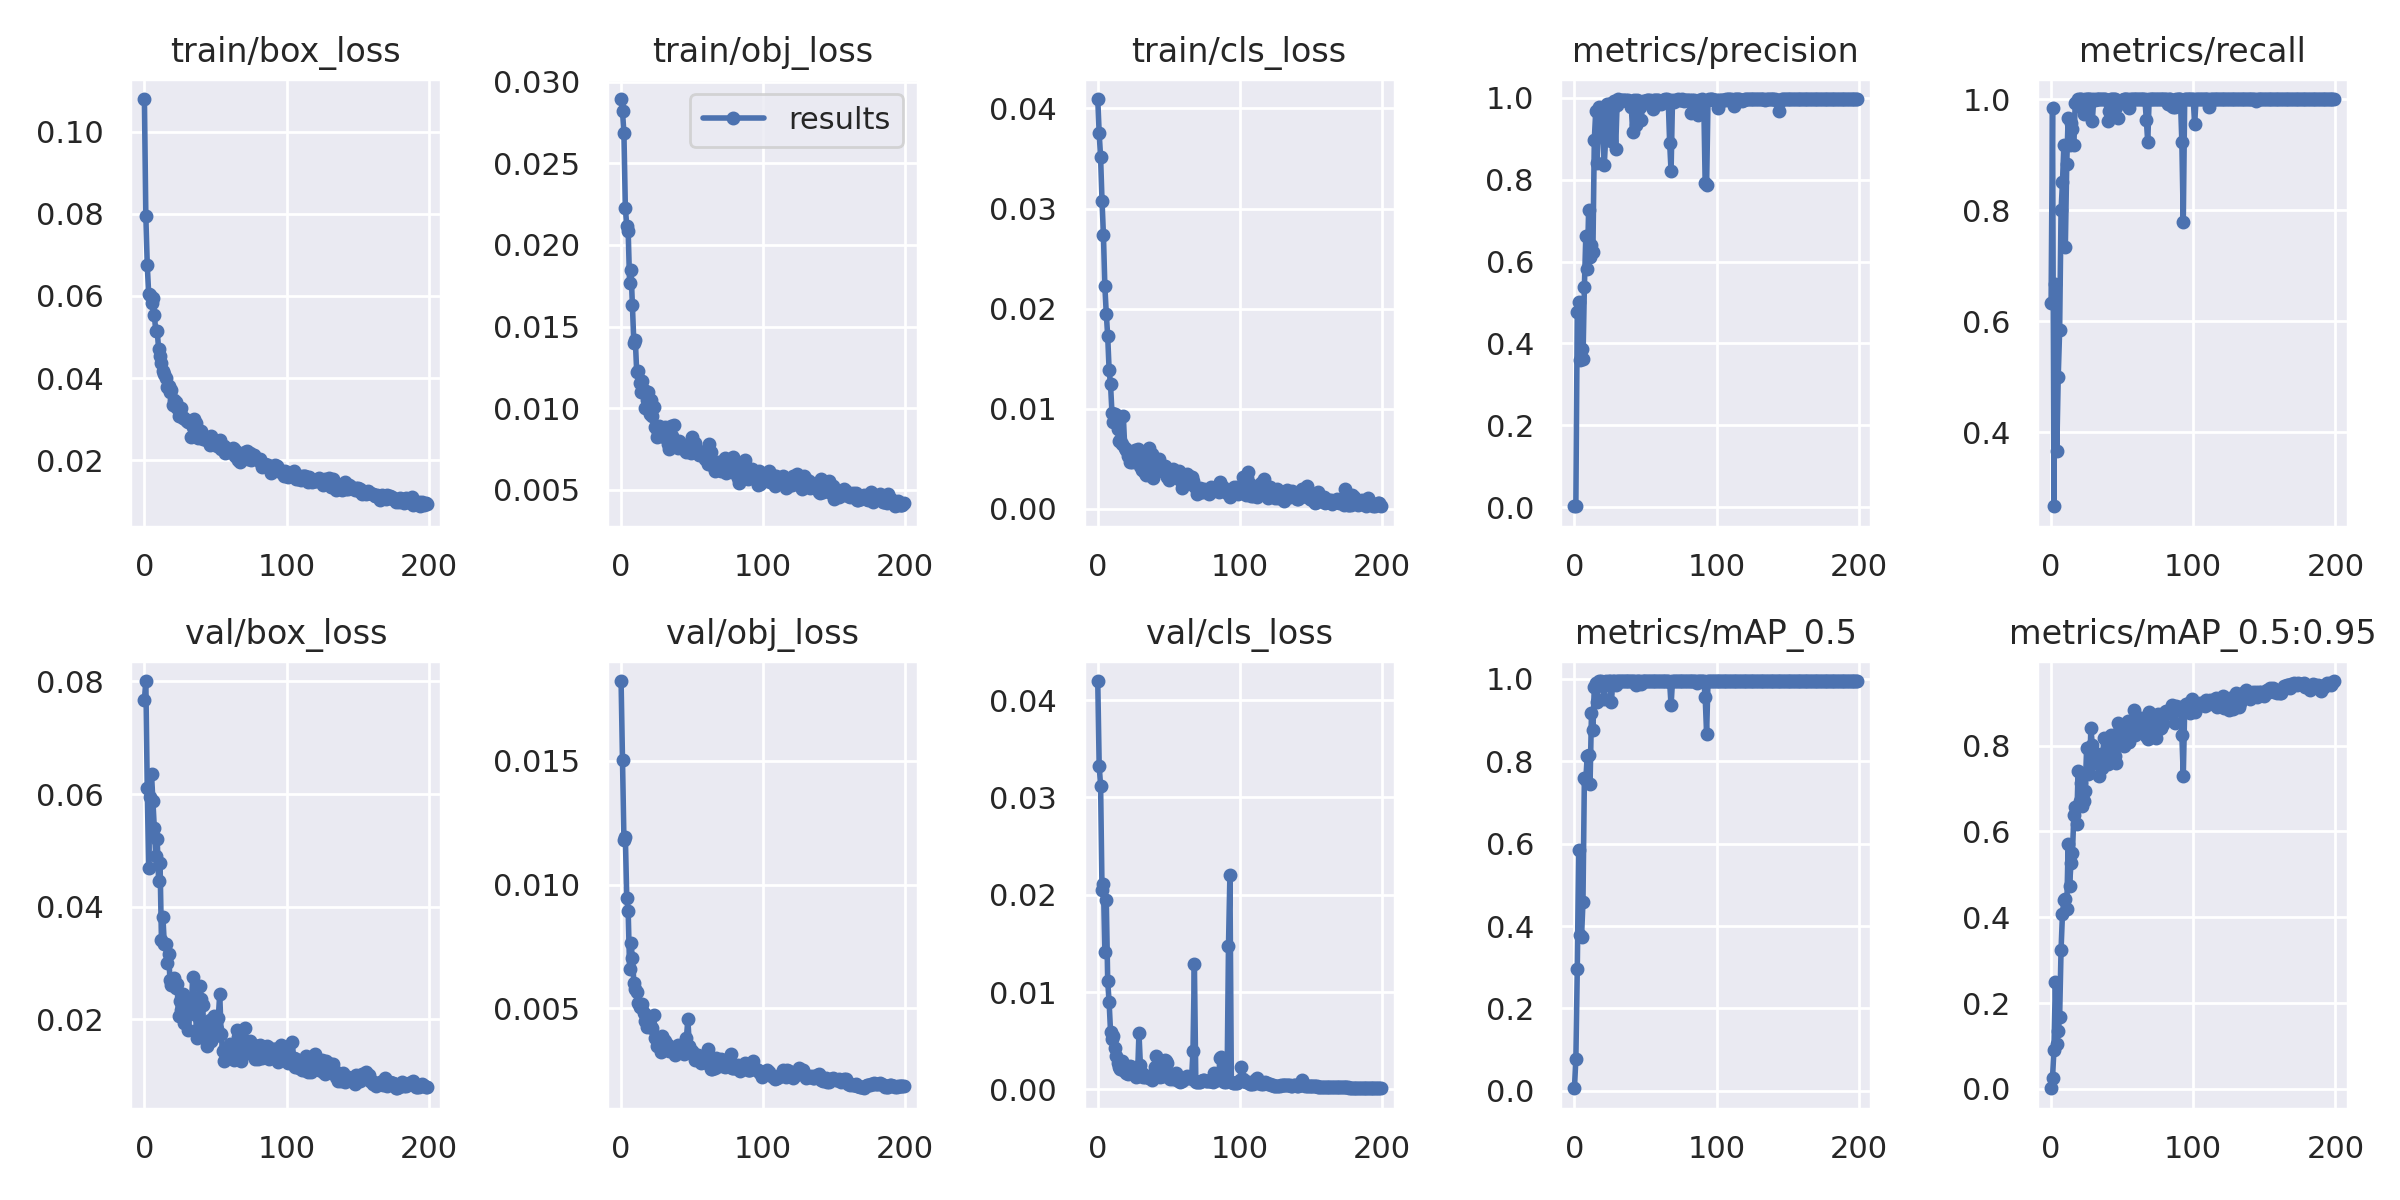 train/box_loss
0.10
0.08
0.06
0.04
0.02
0 100 200
train/obj_loss
results
0.030
0.025
0.020
0.015
0.010
0.005
0 100 200
train/cls_loss
0.04
0.03
0.02
0.01
0.00
0 100 200
metrics/precision
1.0
0.8
0.6
0.4
0.2
0.0
0 100 200
metrics/recall
1.0
0.8
0.6
0.4
0 100 200
val/box_loss
0.08
0.06
0.04
0.02
0 100 200
val/obj_loss
0.015
0.010
0.005
0 100 200
val/cls_loss
0.04
0.03
0.02
0.01
0.00
0 100 200
metrics/mAP_0.5
1.0
0.8
0.6
0.4
0.2
0.0
0 100 200
metrics/mAP_0.5:0.95
0.8
0.6
0.4
0.2
0.0
0 100 200